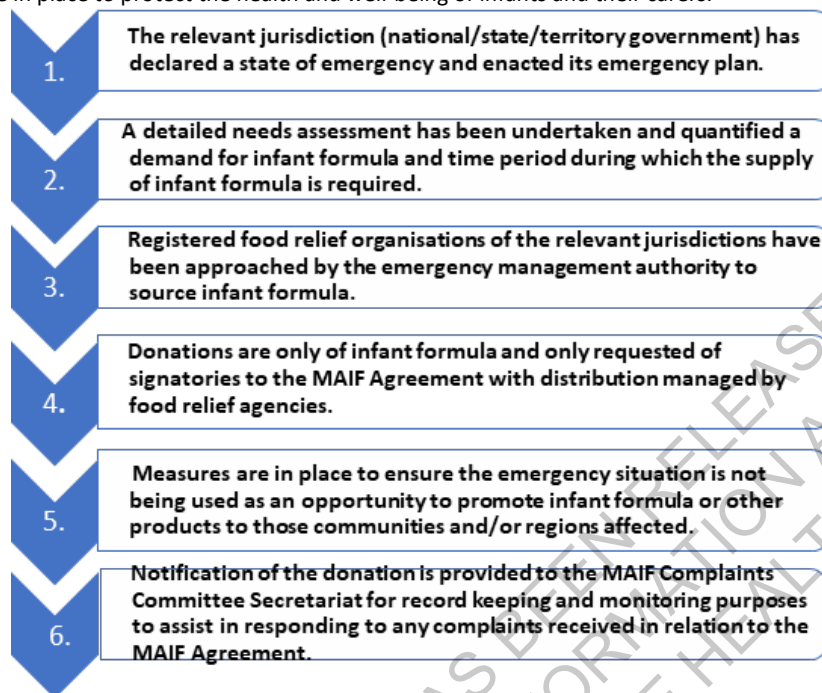 in place to protect the health and well being of infants and their carers.
1.
The relevant jurisdiction (national/state/territory government) has
declared a state of emergency and enacted its emergency plan.
2.
A detailed needs assessment has been undertaken and quantified a
demand for infant formula and time period during which the supply
of infant formula is required.
3.
Registered food relief organisations of the relevant jurisdictions have
been approached by the emergency management authority to
source infant formula.
4.
Donations are only of infant formula and only requested of
signatories to the MAIF Agreement with distribution managed by
food relief agencies.
5.
Measures are in place to ensure the emergency situation is not
being used as an opportunity to promote infant formula or other
products to those communities and/or regions affected.
6.
Notification of the donation is provided to the MAIF Complaints
Committee Secretariat for record keeping and monitoring purposes
to assist in responding to any complaints received in relation to the
MAIF Agreement.
AS BEEN RELEASE
ORMATION A
HEALT